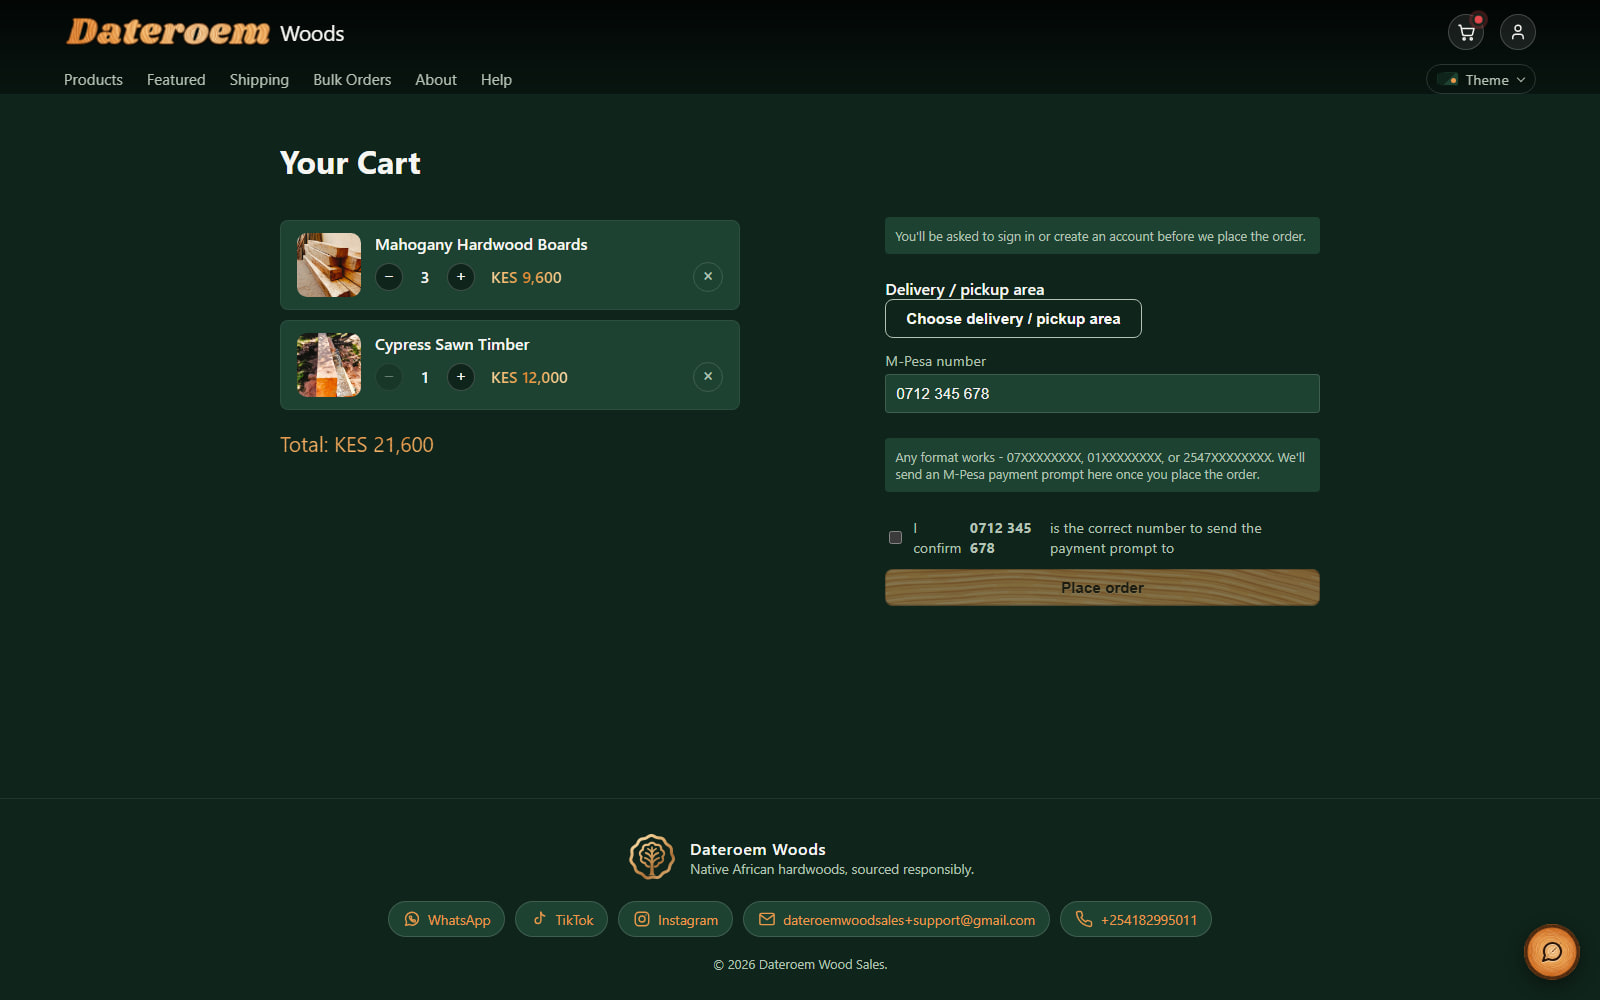 Dateroem Woods
Products Featured Shipping Bulk Orders About Help
Theme
Your Cart
Mahogany Hardwood Boards
− 3 + KES 9,600 ×
Cypress Sawn Timber
− 1 + KES 12,000 ×
Total: KES 21,600
You'll be asked to sign in or create an account before we place the order.
Delivery / pickup area
Choose delivery / pickup area
M-Pesa number
0712 345 678
Any format works - 07XXXXXXXX, 01XXXXXXXX, or 2547XXXXXXXX. We'll
send an M-Pesa payment prompt here once you place the order.
I confirm 0712 345 678 is the correct number to send the payment prompt to
Place order
Dateroem Woods
Native African hardwoods, sourced responsibly.
WhatsApp TikTok Instagram dateroemwoodsales+support@gmail.com +254182995011
© 2026 Dateroem Wood Sales.